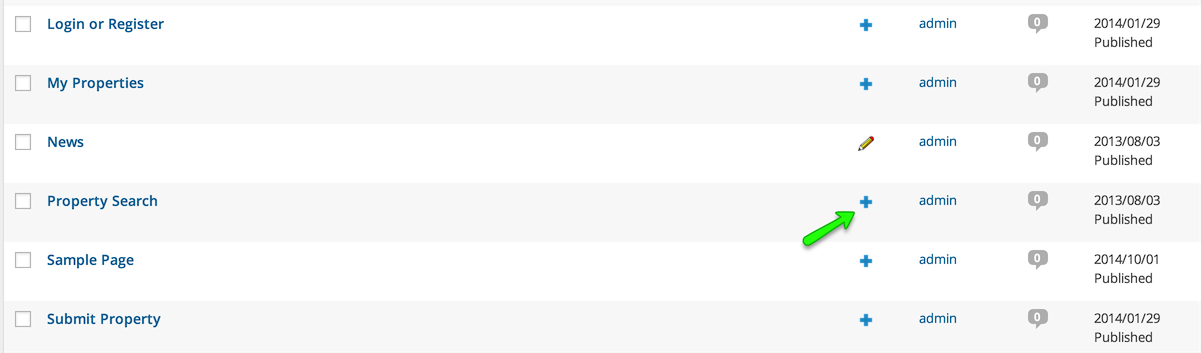 Login or Register admin 0 2014/01/29
Published
My Properties admin 0 2014/01/29
Published
News admin 0 2013/08/03
Published
Property Search admin 0 2013/08/03
Published
Sample Page admin 0 2014/10/01
Published
Submit Property admin 0 2014/01/29
Published